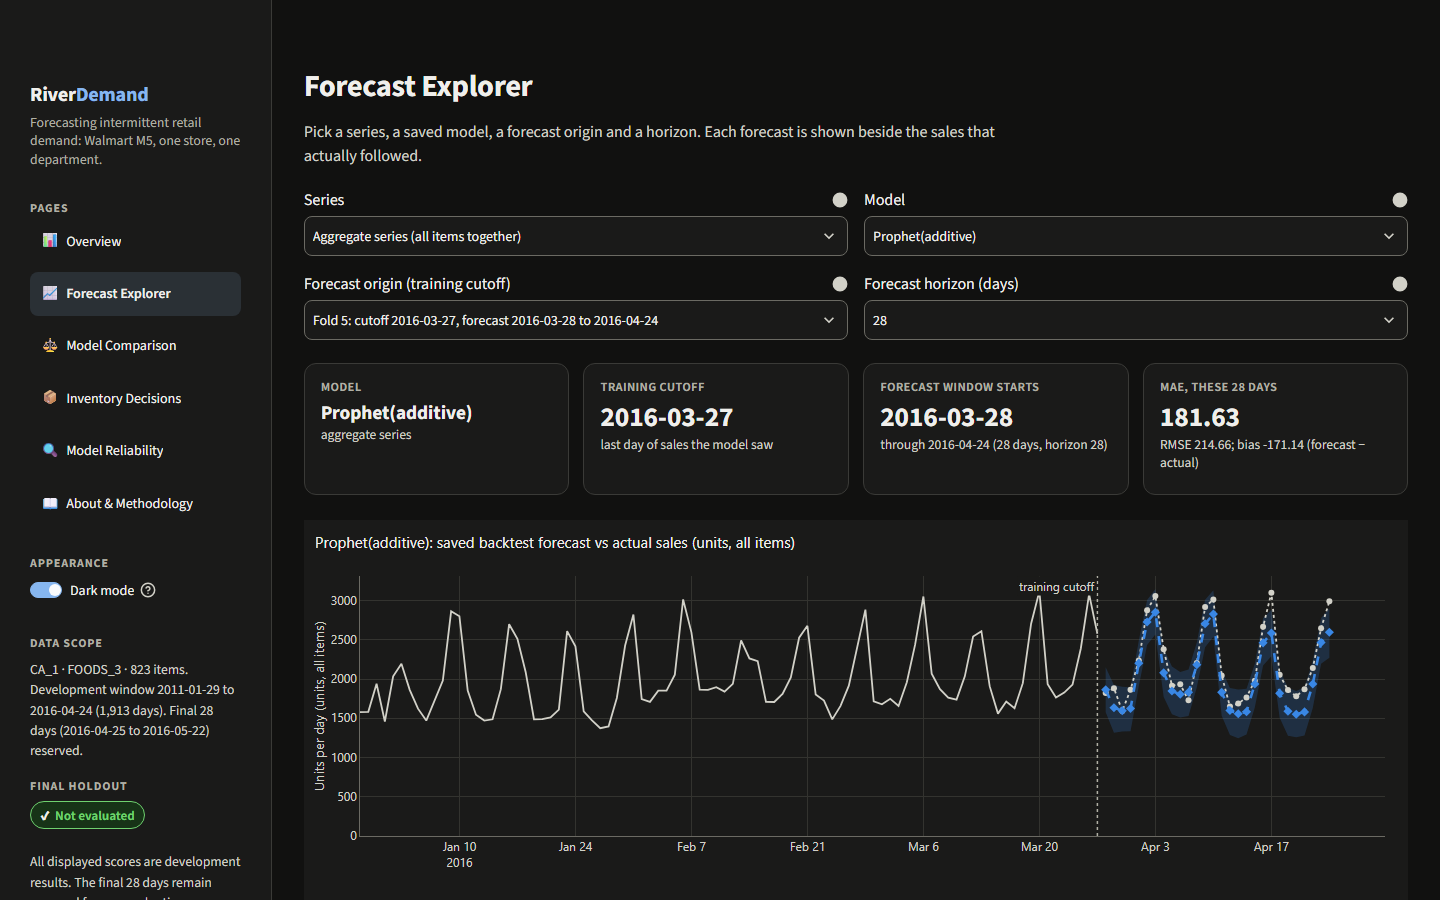 RiverDemand
Forecasting intermittent retail
demand: Walmart M5, one store, one
department.
PAGES
Overview
Forecast Explorer
Model Comparison
Inventory Decisions
Model Reliability
About & Methodology
APPEARANCE
Dark mode ?
DATA SCOPE
CA_1 · FOODS_3 · 823 items.
Development window 2011-01-29 to
2016-04-24 (1,913 days). Final 28
days (2016-04-25 to 2016-05-22)
reserved.
FINAL HOLDOUT
✓ Not evaluated
All displayed scores are development
results. The final 28 days remain
Forecast Explorer
Pick a series, a saved model, a forecast origin and a horizon. Each forecast is shown beside the sales that
actually followed.
Series
Aggregate series (all items together)
Model
Prophet(additive)
Forecast origin (training cutoff)
Fold 5: cutoff 2016-03-27, forecast 2016-03-28 to 2016-04-24
Forecast horizon (days)
28
MODEL
Prophet(additive)
aggregate series
TRAINING CUTOFF
2016-03-27
last day of sales the model saw
FORECAST WINDOW STARTS
2016-03-28
through 2016-04-24 (28 days, horizon 28)
MAE, THESE 28 DAYS
181.63
RMSE 214.66; bias -171.14 (forecast −
actual)
Prophet(additive): saved backtest forecast vs actual sales (units, all items)
training cutoff
Units per day (units, all items)
3000
2500
2000
1500
1000
500
0
Jan 10
2016
Jan 24
Feb 7
Feb 21
Mar 6
Mar 20
Apr 3
Apr 17